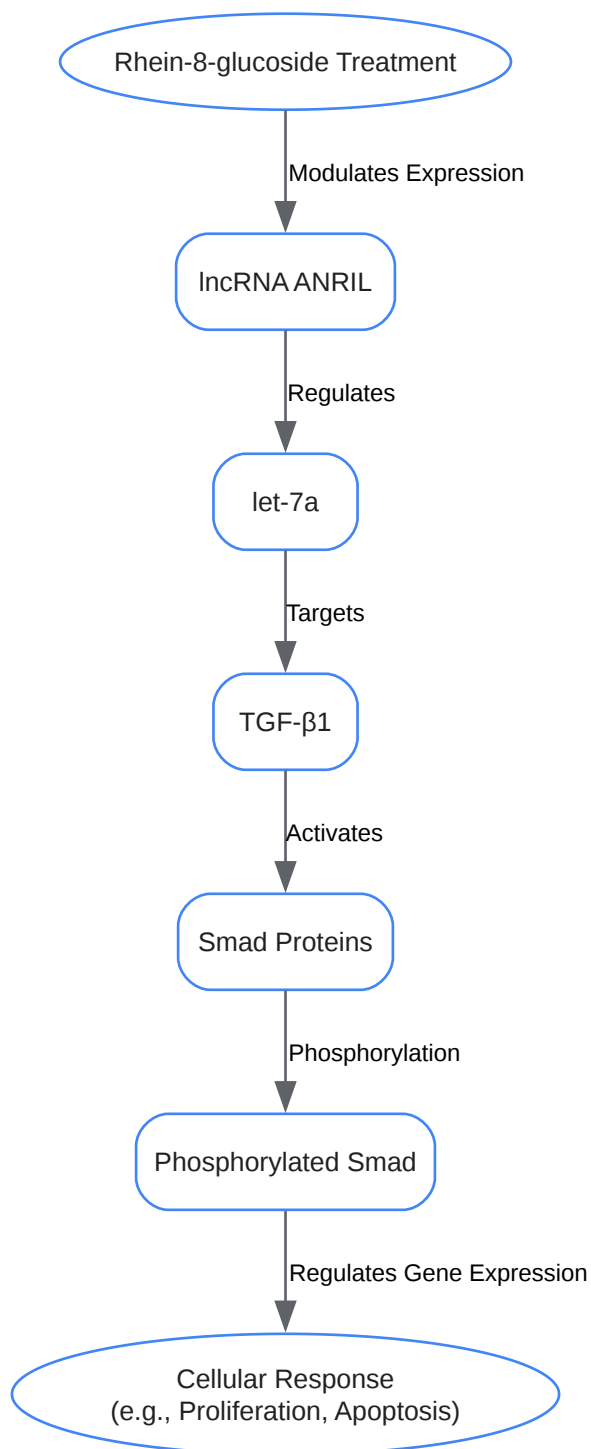 Rhein-8-glucoside Treatment
Modulates Expression
lncRNA ANRIL
Regulates
let-7a
Targets
TGF-β1
Activates
Smad Proteins
Phosphorylation
Phosphorylated Smad
Regulates Gene Expression
Cellular Response
(e.g., Proliferation, Apoptosis)